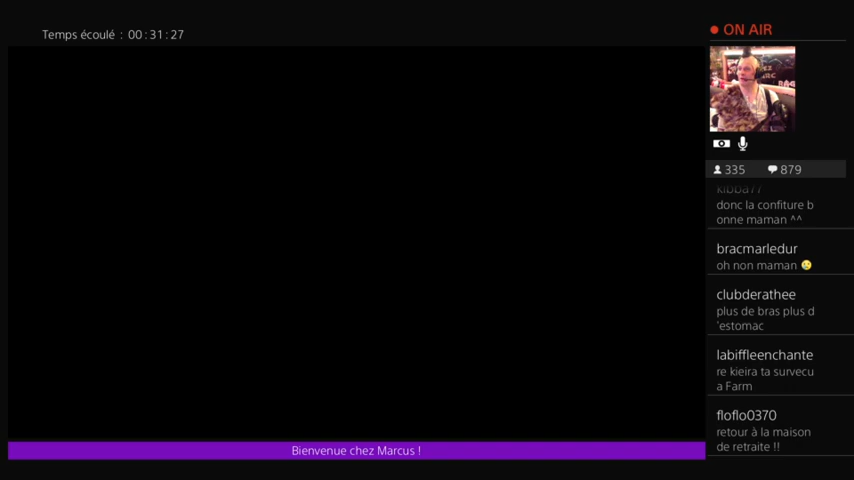 Temps écoulé : 00:31:27
ON AIR
335 879
kibba77
donc la confiture b
onne maman ^^
bracmarledur
oh non maman 😢
clubderathee
plus de bras plus d
'estomac
labiffleenchante
re kieira ta survecu
a Farm
floflo0370
retour à la maison
de retraite !!
Bienvenue chez Marcus !